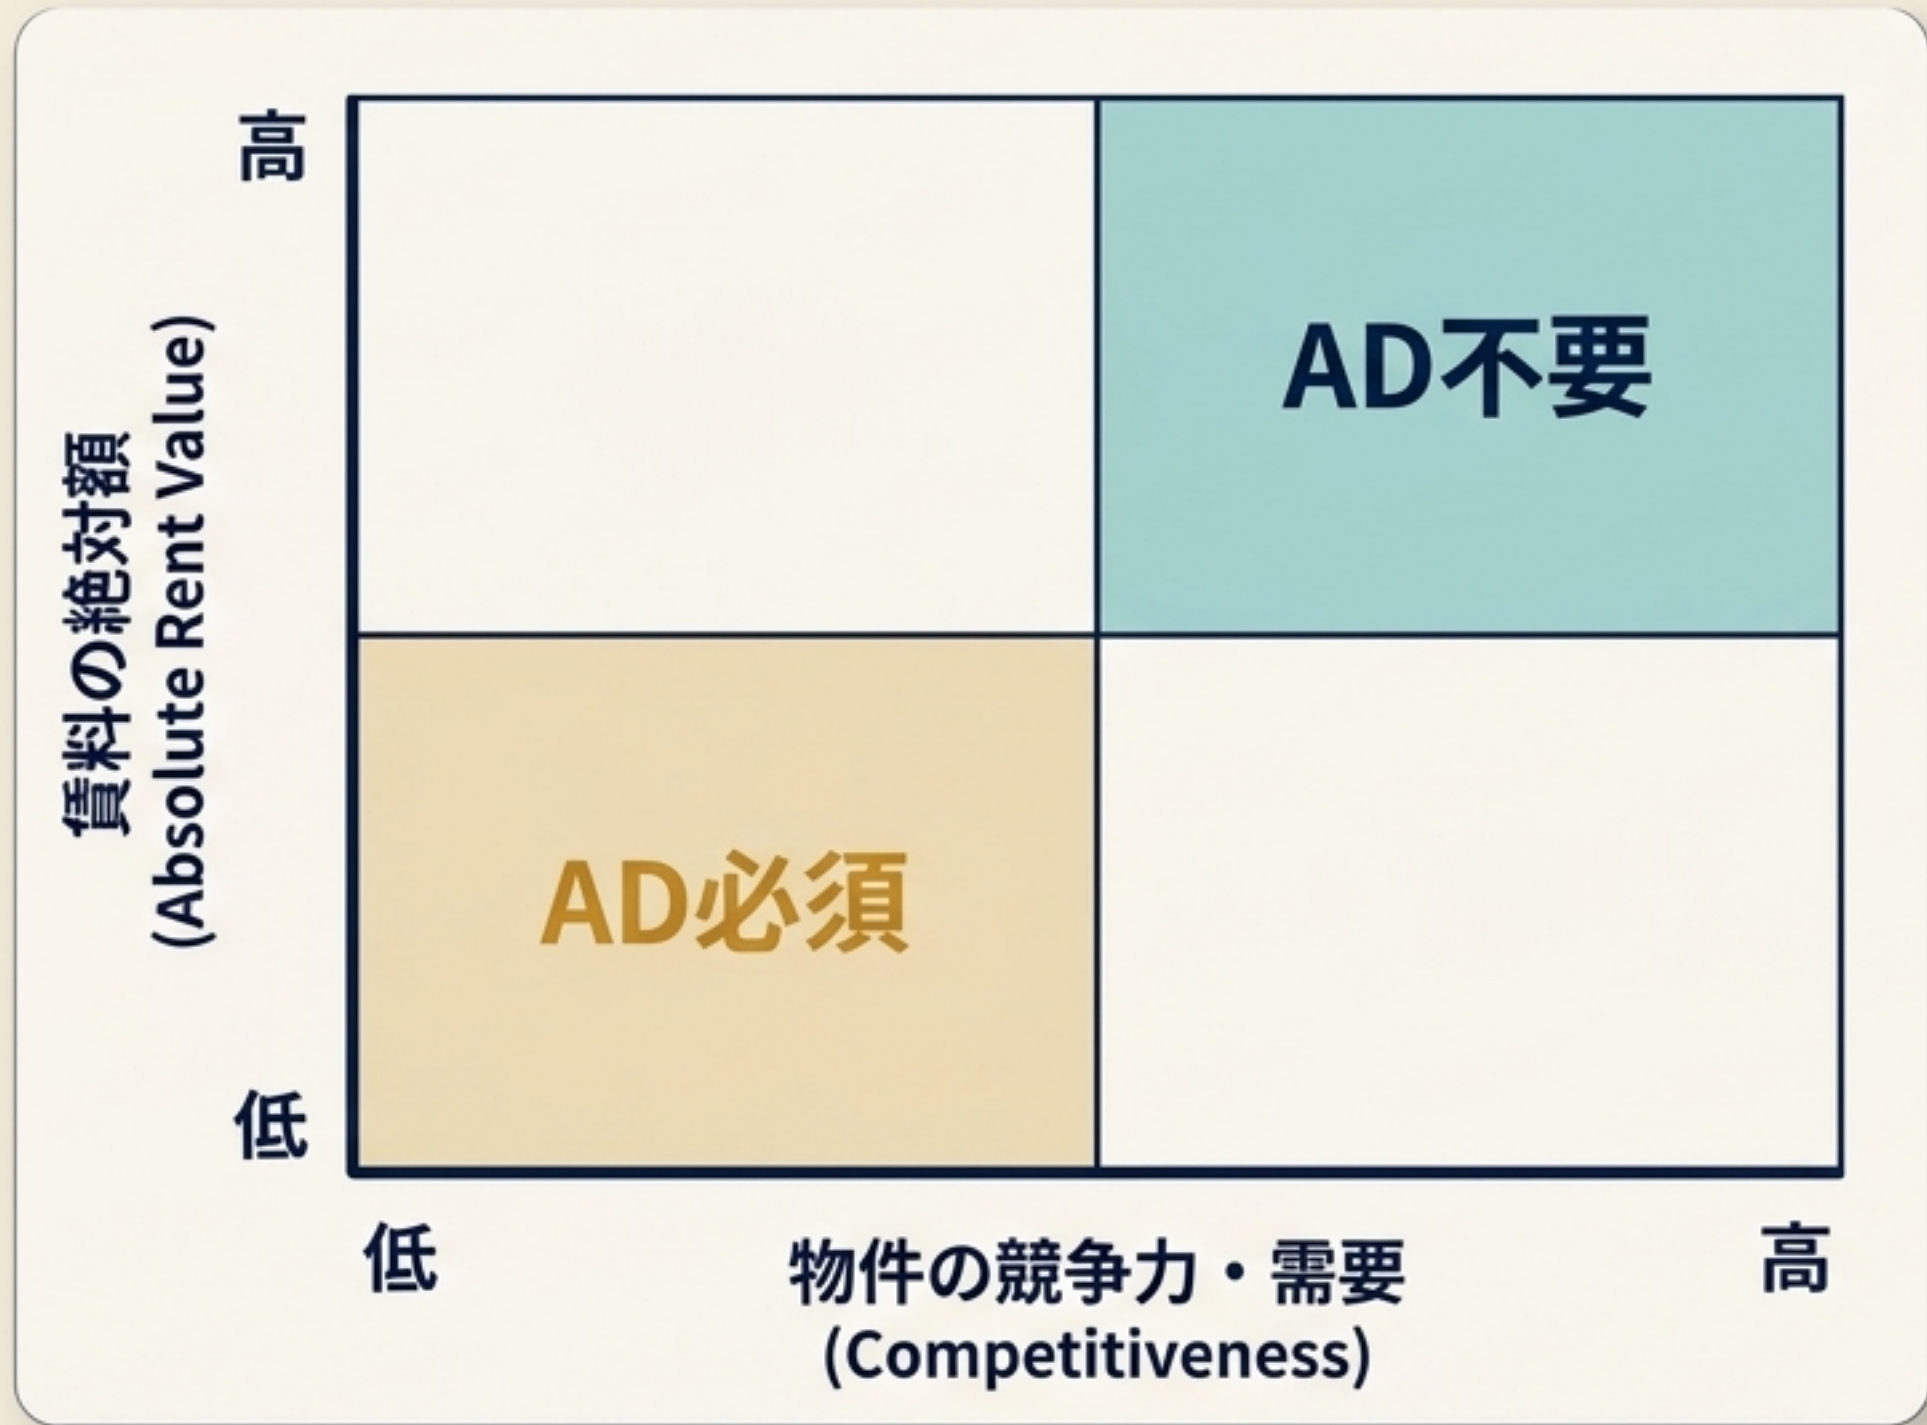 賃料の絶対額
(Absolute Rent Value)
高
AD不要
AD必須
低
低
物件の競争力・需要
(Competitiveness)
高